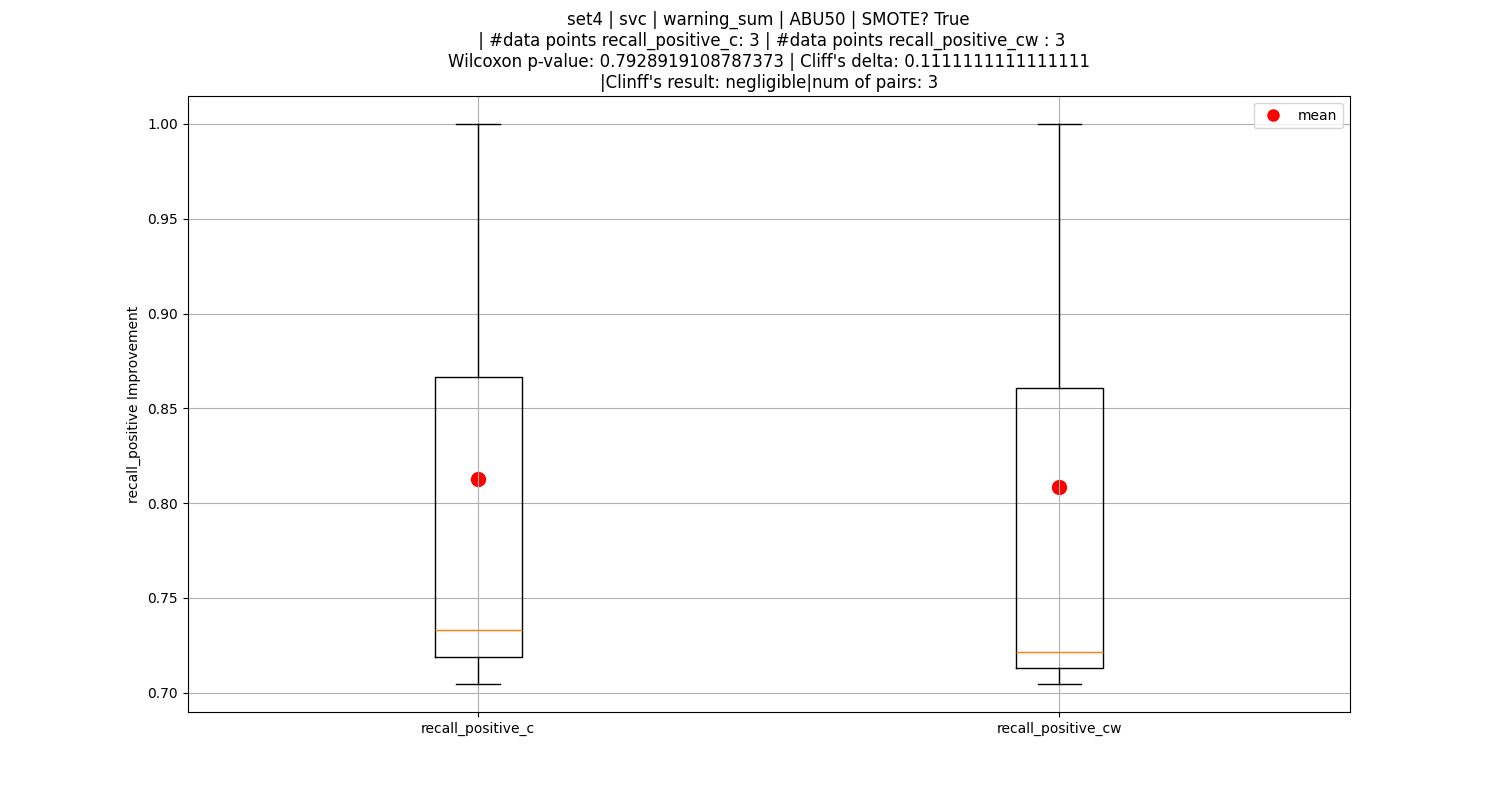 set4 | svc | warning_sum | ABU50 | SMOTE? True
| #data points recall_positive_c: 3 | #data points recall_positive_cw : 3
Wilcoxon p-value: 0.7928919108787373 | Cliff's delta: 0.1111111111111111
|Clinff's result: negligible|num of pairs: 3
mean
1.00
0.95
0.90
0.85
0.80
0.75
0.70
recall_positive Improvement
recall_positive_c
recall_positive_cw